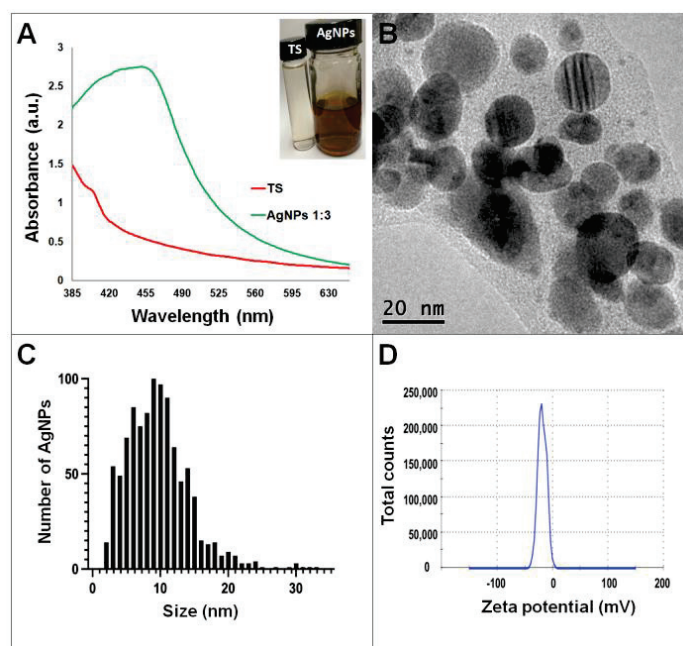 A
Absorbance (a.u.)
3
2.5
2
1.5
1
0.5
0
385 420 455 490 525 560 595 630
Wavelength (nm)
TS
AgNPs 1:3
TS AgNPs
B
20 nm
C
Number of AgNPs
100
50
0
0 10 20 30
Size (nm)
D
Total counts
250,000
200,000
150,000
100,000
50,000
0
-100 0 100 200
Zeta potential (mV)